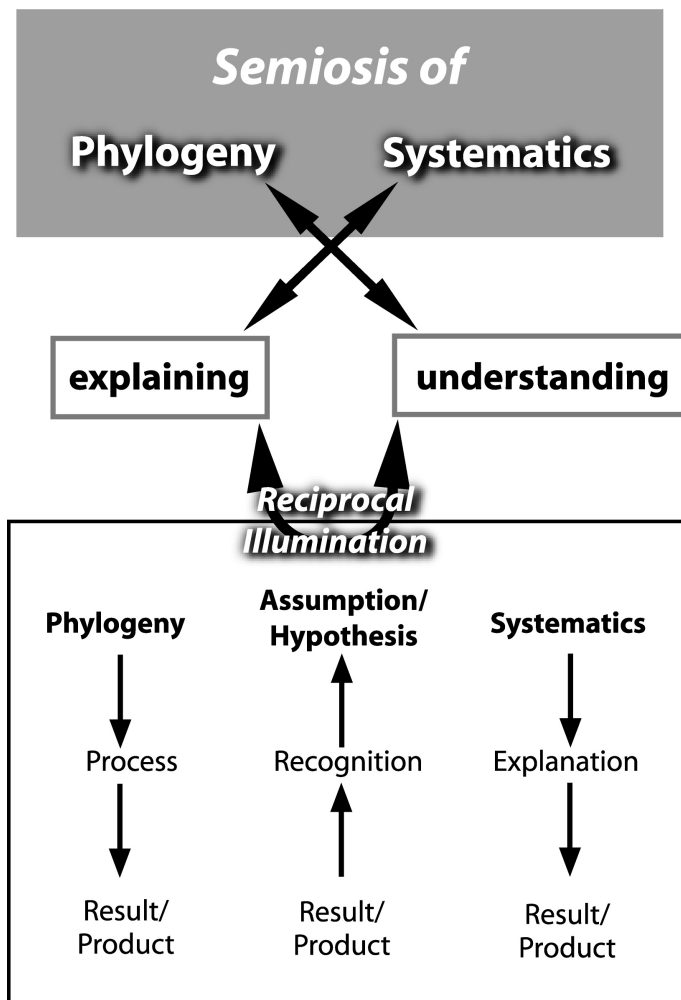 Semiosis of
Phylogeny Systematics
explaining understanding
Reciprocal
Illumination
Phylogeny
Assumption/
Hypothesis
Systematics
Process Recognition Explanation
Result/
Product
Result/
Product
Result/
Product